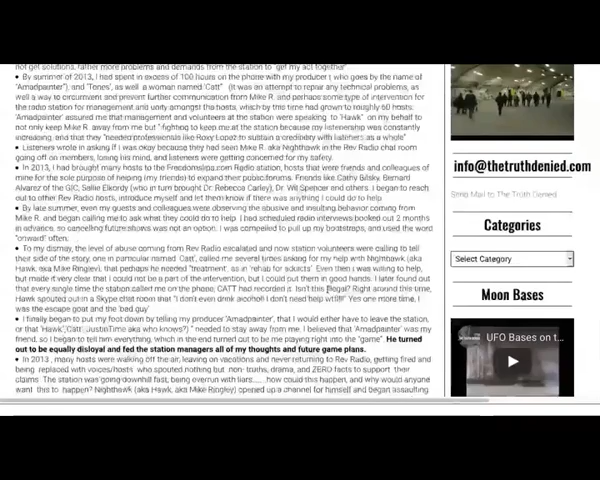 not get solutions, rather more problems and demands from the station to "get my act together"
• By summer of 2013, I had spent in excess of 100 hours on the phone with my producer ( who goes by the name of
"Amadpainter"), and "Tones", as well a woman named "Catt" (It was an attempt to repair any technical problems, as
well a way to circumvent and prevent further communication from Mike R. and perhaps some type of intervention for
the radio station for management and unity amongst the hosts, which by this time had grown to roughly 60 hosts.
'Amadpainter' assured me that management and volunteers at the station were speaking to "Hawk" on my behalf to
not only keep Mike R. away from me but " fighting to keep me at the station because my listenership was constantly
increasing, and that they "needed professionals like Roxy Lopez to sustain a credibility with listeners as a whole"
• Listeners wrote in asking if I was okay because they had seen Mike R. aka Nighthawk in the Rev Radio chat room
going off on members, losing his mind, and listeners were getting concerned for my safety.
• In 2013, I had brought many hosts to the Freedomslips.com Radio station, hosts that were friends and colleagues of
mine for the sole purpose of helping (my friends) to expand their public forums. Friends like Cathy Bilsky, Bernard
Alvarez of the GIC, Sallie Elkordy (who in turn brought Dr. Rebecca Carley), Dr. Wil Spencer and others. I began to reach
out to other Rev Radio hosts, introduce myself and let them know if there was anything I could do to help
• By late summer, even my guests and colleagues were observing the abusive and insulting behavior coming from
Mike R. and began calling me to ask what they could do to help. I had scheduled radio interviews booked out 2 months
in advance, so cancelling future shows was not an option. I was compelled to pull up my bootstraps, and used the word
"onward" often.
• To my dismay, the level of abuse coming from Rev Radio escalated and now station volunteers were calling to tell
their side of the story, one in particular named 'Catt', called me several times asking me to help Nighthawk (aka
Hawk, aka Mike Ringley), that perhaps he needed "treatment, as in 'rehab for addicts'. Even then I was willing to help,
but made it very clear that I could not be a part of the intervention, but I could put them in good hands. I later found out
that every single time the station called me on the phone, CATT had recorded it. Isn't this illegal? Right around this time,
Hawk spouted out in a Skype chat room that "I don't even drink alcohol! I don't need help wtf!!!" Yes one more time, I
was the escape goat and the 'bad guy'
• I finally began to put my foot down by telling my producer 'Amadpainter', that I would either have to leave the station,
or that 'Hawk','Catt','JustinTime aka who knows?) " needed to stay away from me. I believed that 'Amadpainter' was my
friend, so I began to tell him everything, which in the end turned out to be me playing right into the "game". He turned
out to be equally disloyal and fed the station managers all of my thoughts and future game plans.
• In 2013 , many hosts were walking off the air, leaving on vacations and never returning to Rev Radio, getting fired and
being replaced with voices/hosts who spouted nothing but non- truths, drama, and ZERO facts to support their
claims. The station was going downhill fast, being overrun with liars..... how could this happen, and why would anyone
want this to happen? Nighthawk (aka Hawk, aka Mike Ringley) opened up a channel for himself and began assaulting
info@thetruthdenied.com
Send Mail to The Truth Denied
Categories
Select Category
Moon Bases
UFO Bases on t...